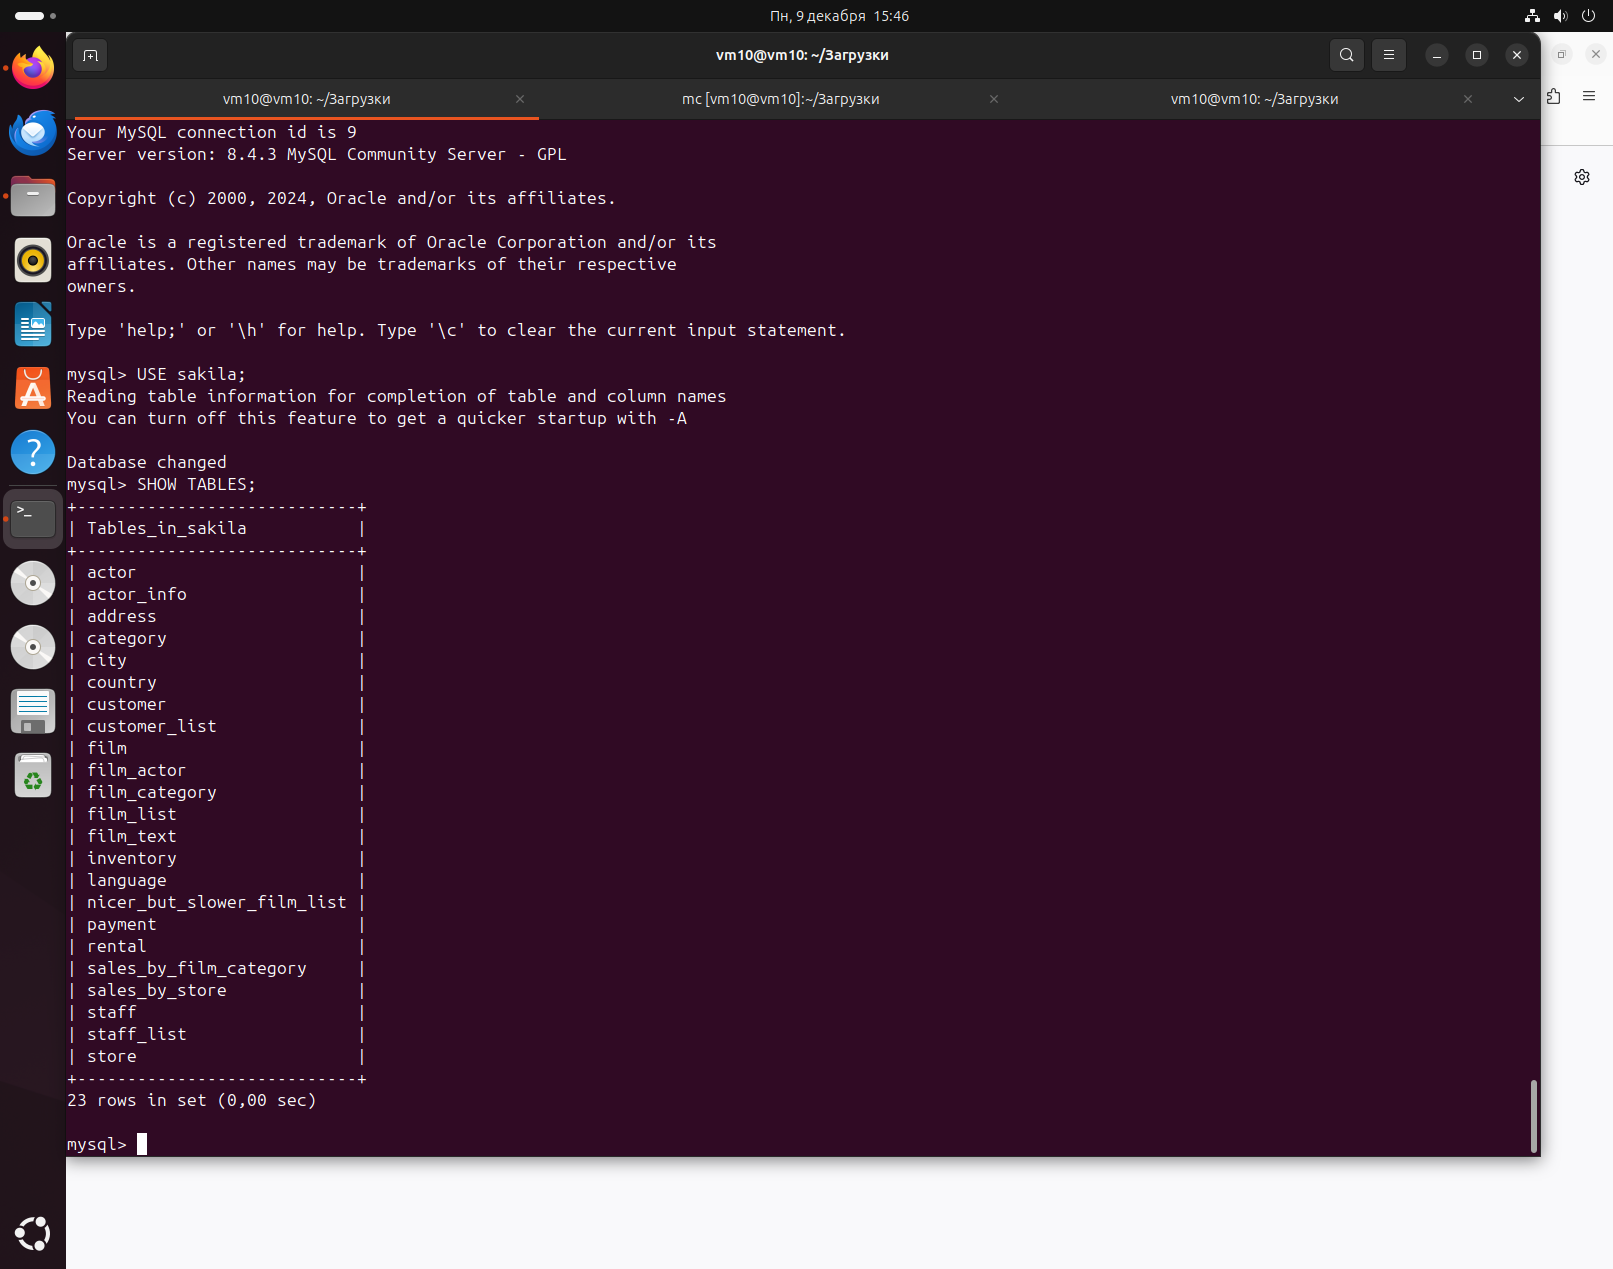 Пн, 9 декабря 15:46
vm10@vm10: ~/Загрузки
vm10@vm10: ~/Загрузки
mc [vm10@vm10]:~/Загрузки
vm10@vm10: ~/Загрузки
Your MySQL connection id is 9
Server version: 8.4.3 MySQL Community Server - GPL
Copyright (c) 2000, 2024, Oracle and/or its affiliates.
Oracle is a registered trademark of Oracle Corporation and/or its
affiliates. Other names may be trademarks of their respective
owners.
Type 'help;' or '\h' for help. Type '\c' to clear the current input statement.
mysql> USE sakila;
Reading table information for completion of table and column names
You can turn off this feature to get a quicker startup with -A
Database changed
mysql> SHOW TABLES;
+----------------------------+
| Tables_in_sakila           |
+----------------------------+
| actor                      |
| actor_info                 |
| address                    |
| category                   |
| city                       |
| country                    |
| customer                   |
| customer_list              |
| film                       |
| film_actor                 |
| film_category              |
| film_list                  |
| film_text                  |
| inventory                  |
| language                   |
| nicer_but_slower_film_list |
| payment                    |
| rental                     |
| sales_by_film_category     |
| sales_by_store             |
| staff                      |
| staff_list                 |
| store                      |
+----------------------------+
23 rows in set (0,00 sec)
mysql>